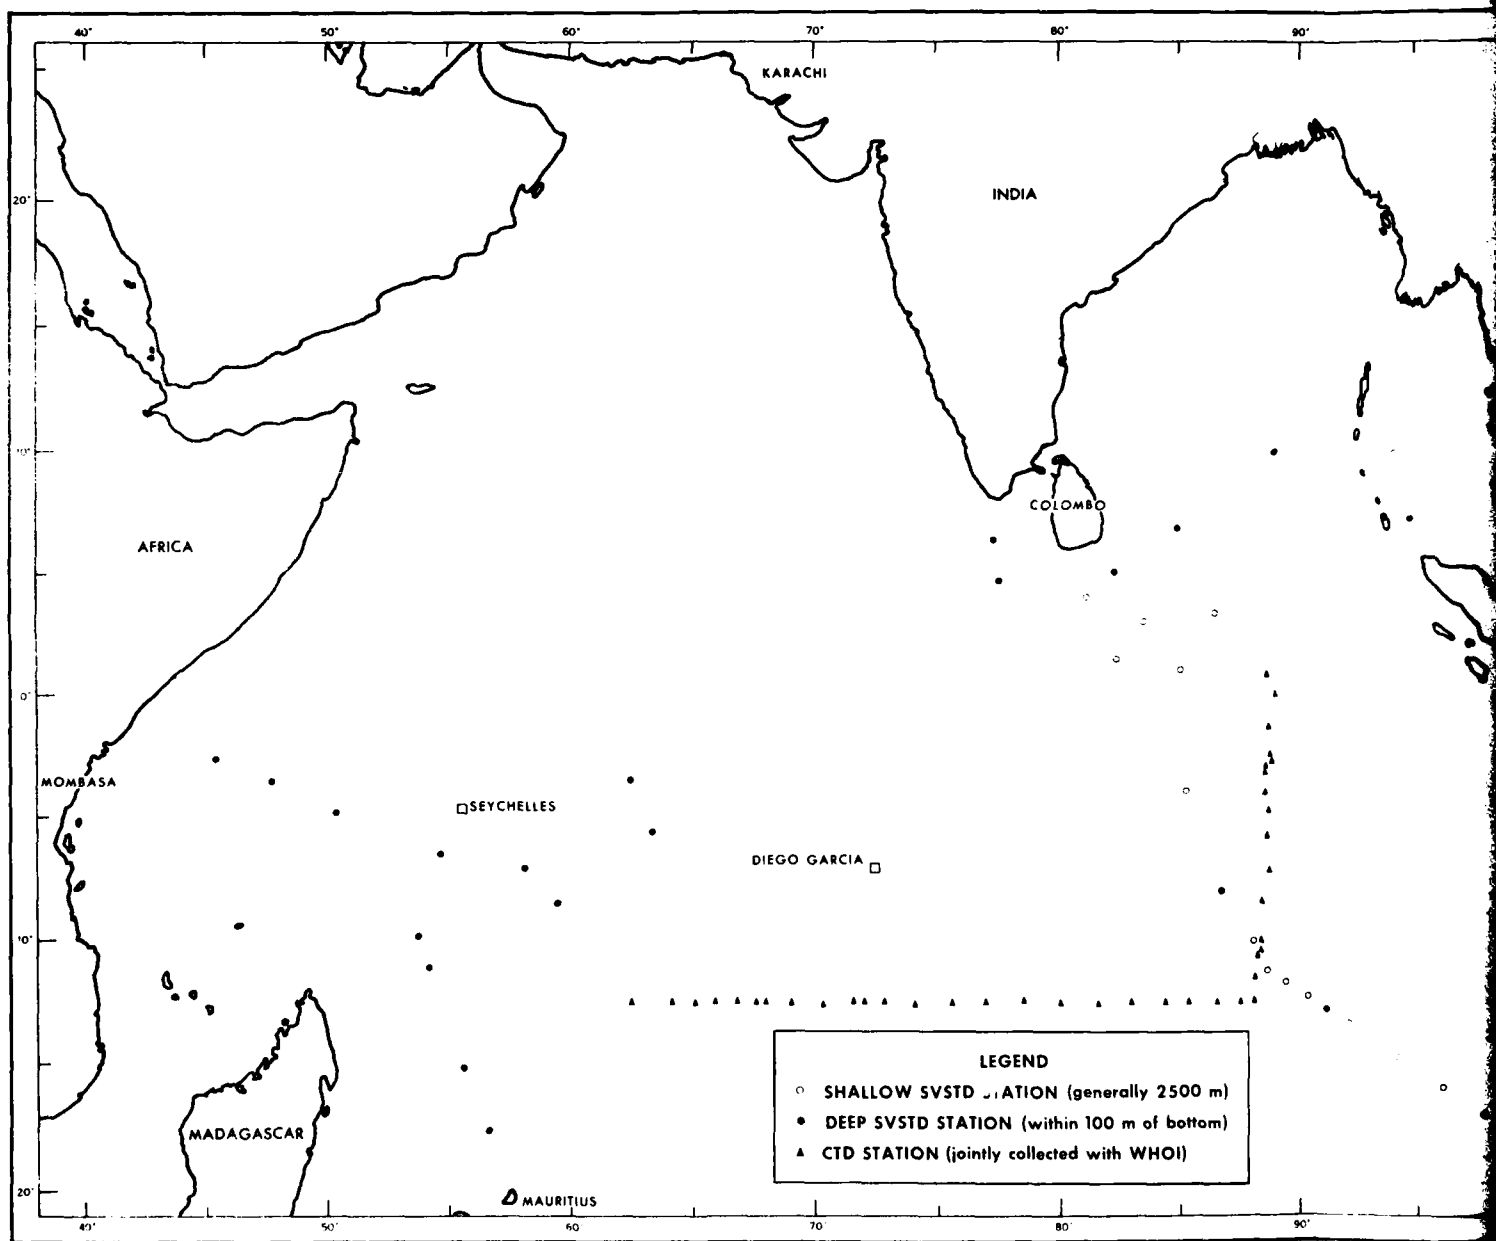 40° 50° 60° 70° 80° 90°
KARACHI
INDIA
20°
10°
COLOMBO
AFRICA
0°
MOMBASA
SEYCHELLES
DIEGO GARCIA
10°
LEGEND
SHALLOW SVSTD STATION (generally 2500 m)
DEEP SVSTD STATION (within 100 m of bottom)
CTD STATION (jointly collected with WHOI)
MADAGASCAR
20°
MAURITIUS
40° 50° 60° 70° 80° 90°